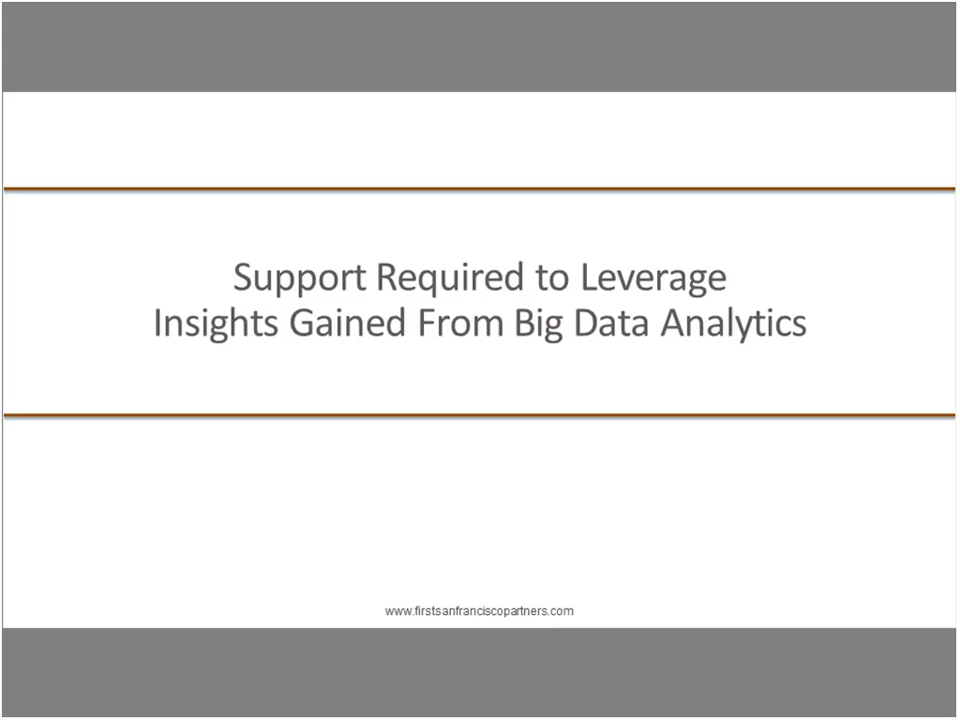 Support Required to Leverage
Insights Gained From Big Data Analytics
www.firstsanfranciscopartners.com